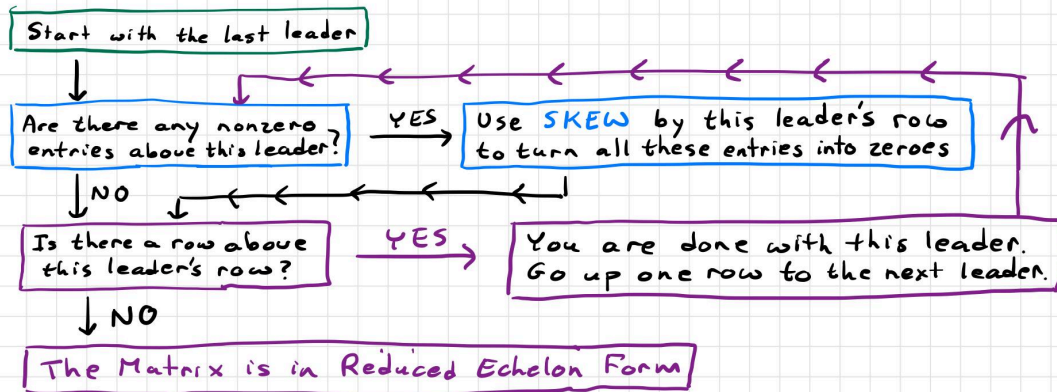 Start with the last leader
Are there any nonzero
entries above this leader?
YES
Use SKEW by this leader's row
to turn all these entries into zeroes
NO
Is there a row above
this leader's row?
YES
You are done with this leader.
Go up one row to the next leader.
NO
The Matrix is in Reduced Echelon Form